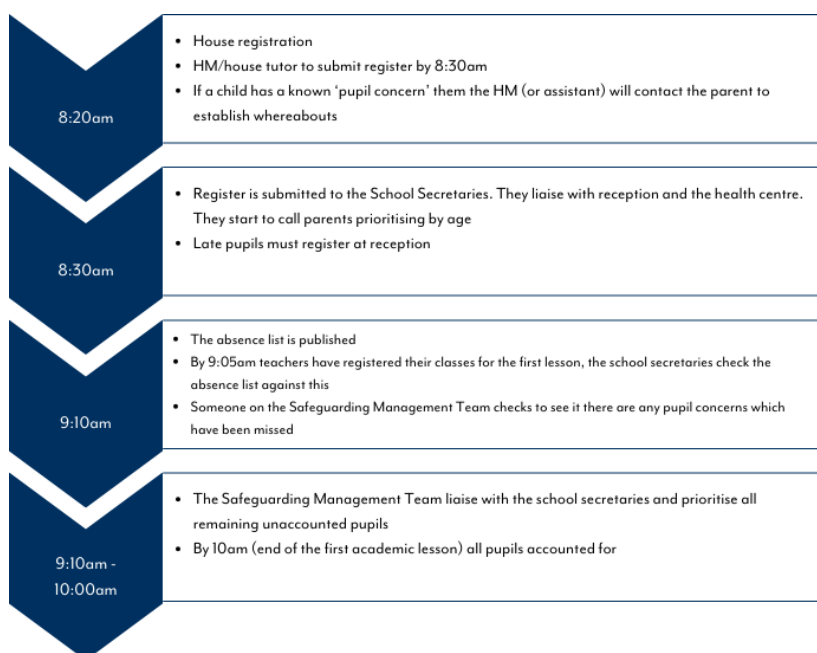 8:20am
• House registration
• HM/house tutor to submit register by 8:30am
• If a child has a known ‘pupil concern’ them the HM (or assistant) will contact the parent to
establish whereabouts
8:30am
• Register is submitted to the School Secretaries. They liaise with reception and the health centre.
They start to call parents prioritising by age
• Late pupils must register at reception
9:10am
• The absence list is published
• By 9:05am teachers have registered their classes for the first lesson, the school secretaries check the
absence list against this
• Someone on the Safeguarding Management Team checks to see it there are any pupil concerns which
have been missed
9:10am -
10:00am
• The Safeguarding Management Team liaise with the school secretaries and prioritise all
remaining unaccounted pupils
• By 10am (end of the first academic lesson) all pupils accounted for